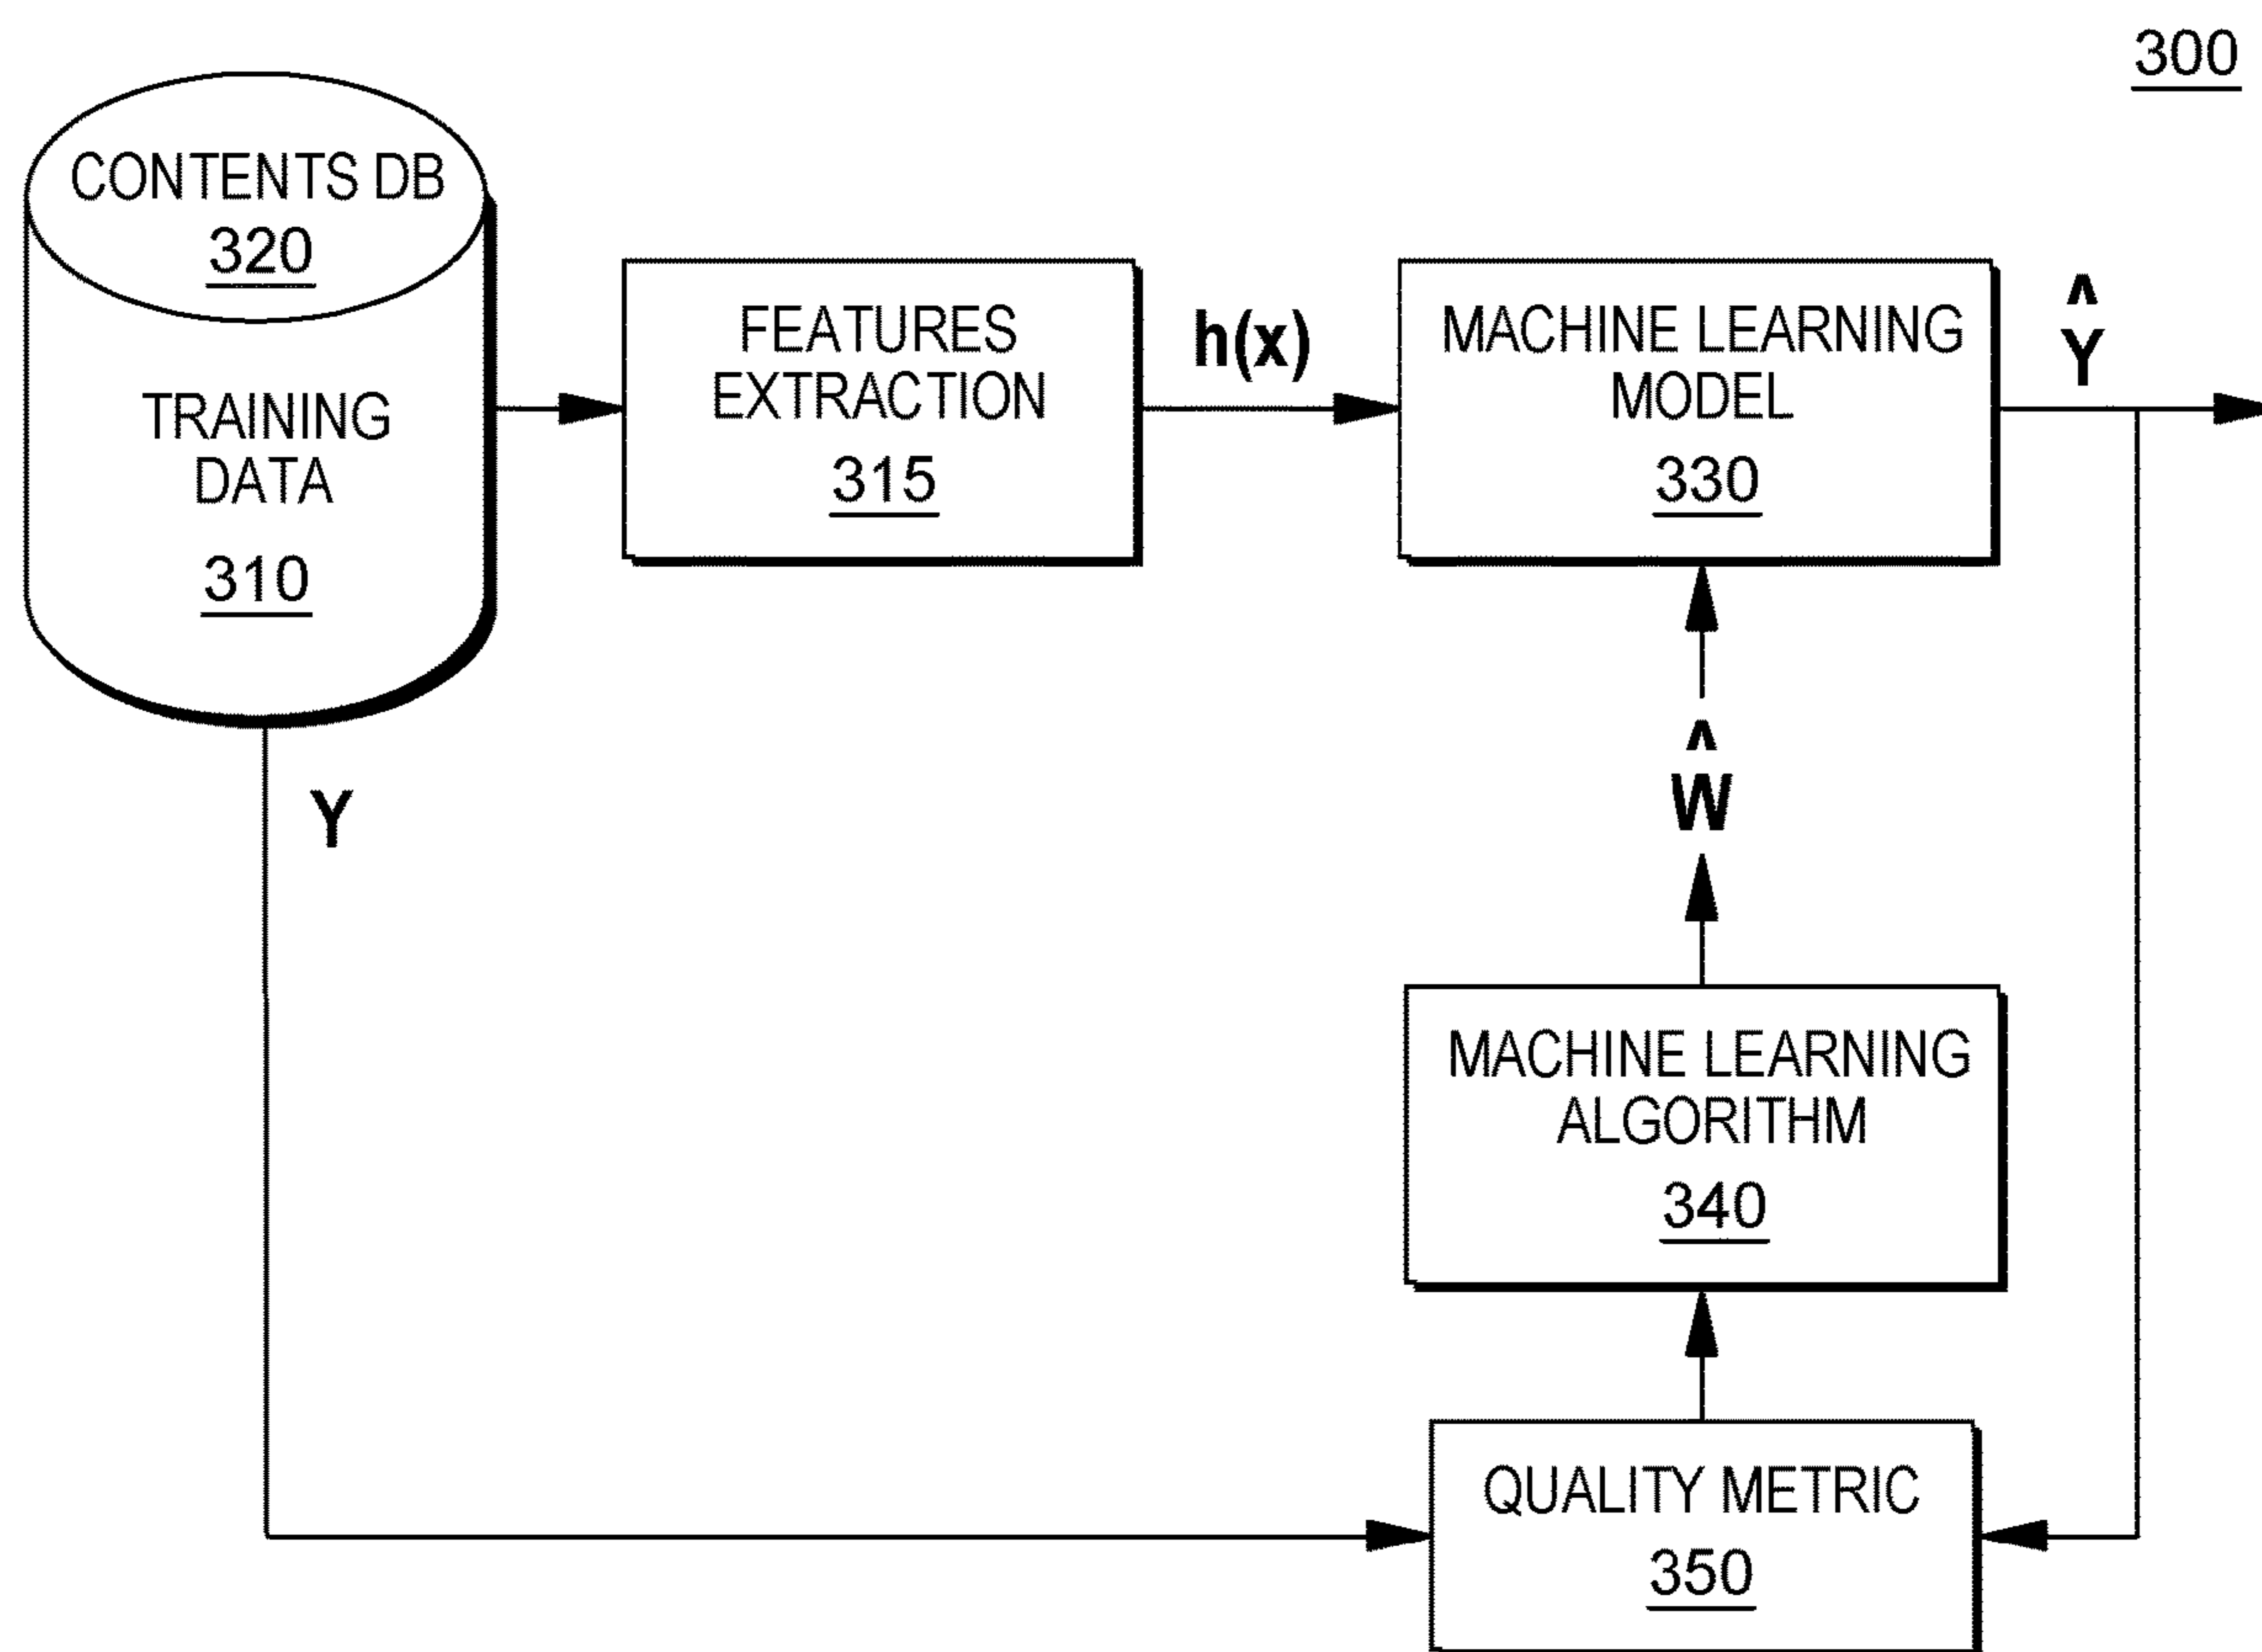 300
CONTENTS DB
320
TRAINING
DATA
310
FEATURES
EXTRACTION
315
h(x)
MACHINE LEARNING
MODEL
330
Ŷ
Y
Ŵ
MACHINE LEARNING
ALGORITHM
340
QUALITY METRIC
350